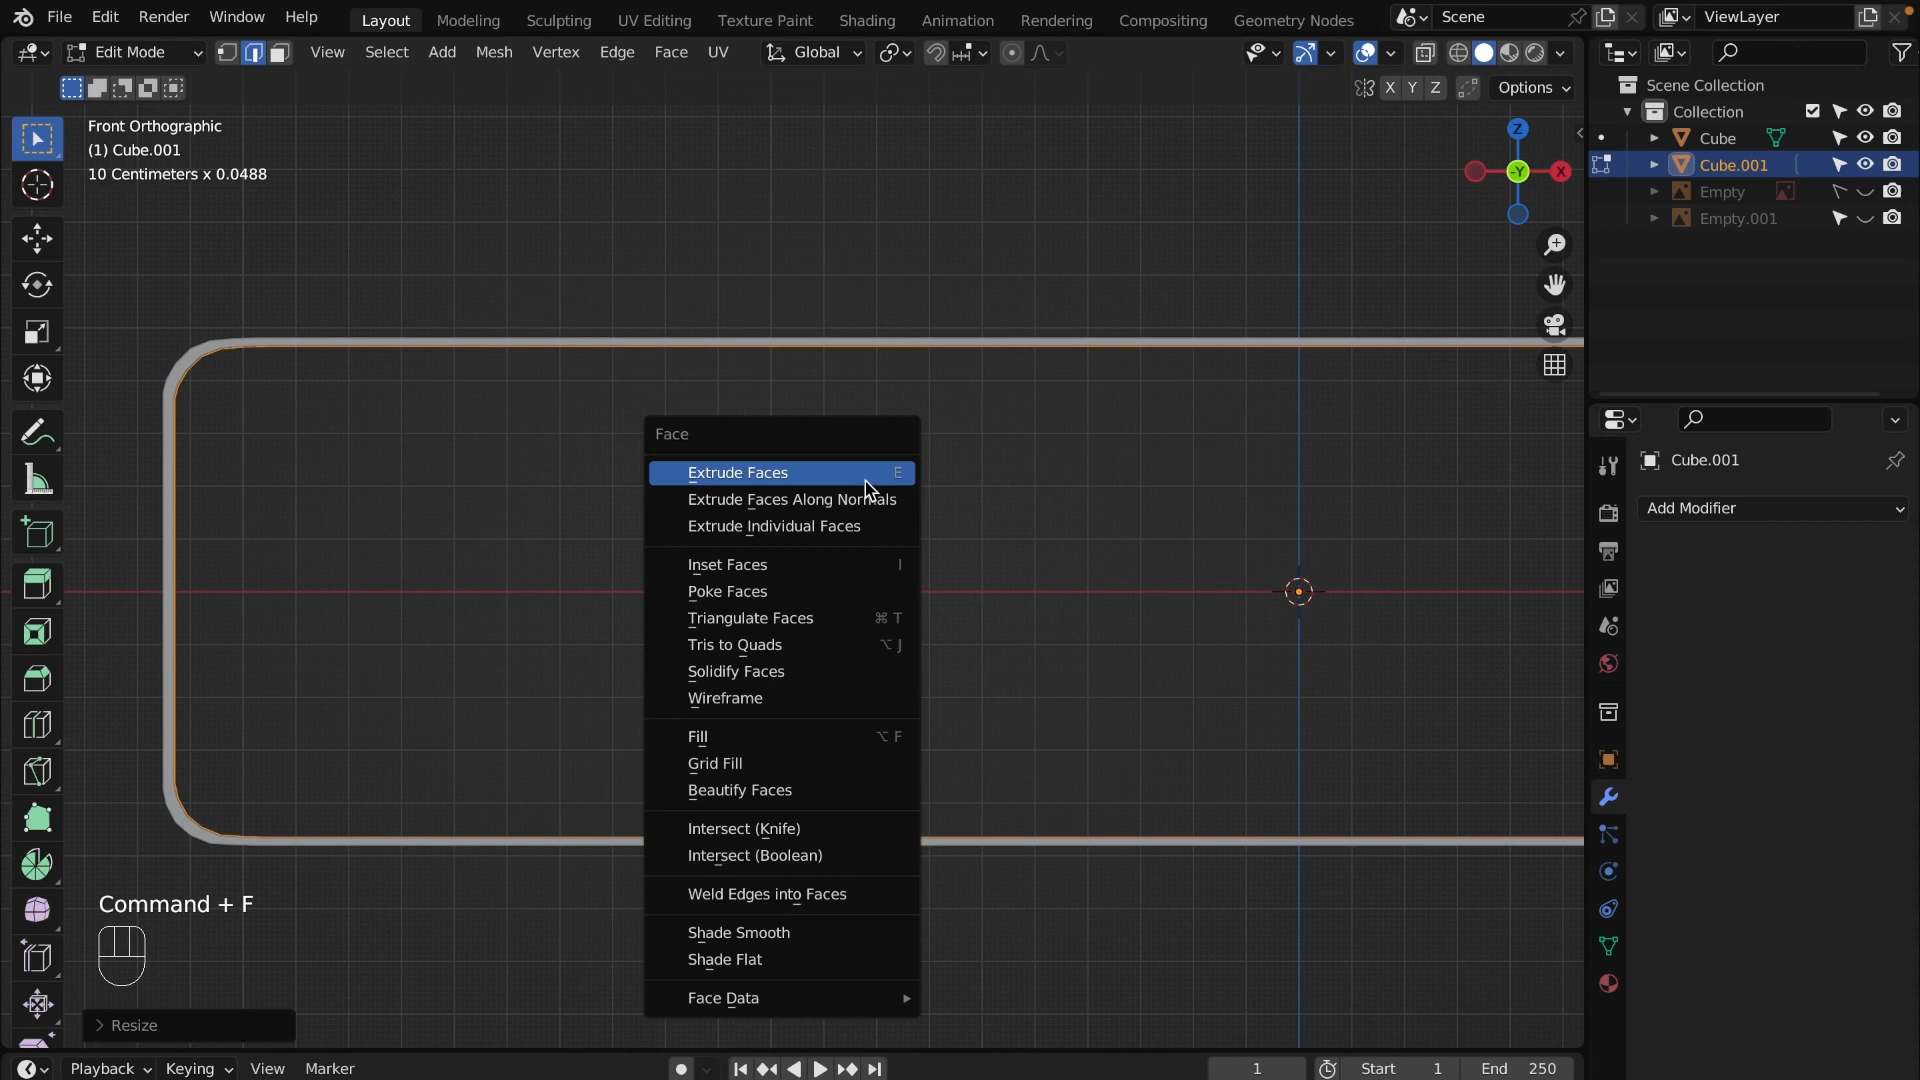 File Edit Render Window Help Layout Modeling Sculpting UV Editing Texture Paint Shading Animation Rendering Compositing Geometry Nodes Scene ViewLayer
Edit Mode View Select Add Mesh Vertex Edge Face UV Global
X Y Z Options
Front Orthographic
(1) Cube.001
10 Centimeters x 0.0488
Z
-Y
X
Scene Collection
Collection
Cube
Cube.001
Empty
Empty.001
Cube.001
Add Modifier
Face
Extrude Faces E
Extrude Faces Along Normals
Extrude Individual Faces
Inset Faces I
Poke Faces
Triangulate Faces ⌘ T
Tris to Quads ⌥ J
Solidify Faces
Wireframe
Fill ⌥ F
Grid Fill
Beautify Faces
Intersect (Knife)
Intersect (Boolean)
Weld Edges into Faces
Shade Smooth
Shade Flat
Face Data
Command + F
Resize
Playback Keying View Marker 1 Start 1 End 250